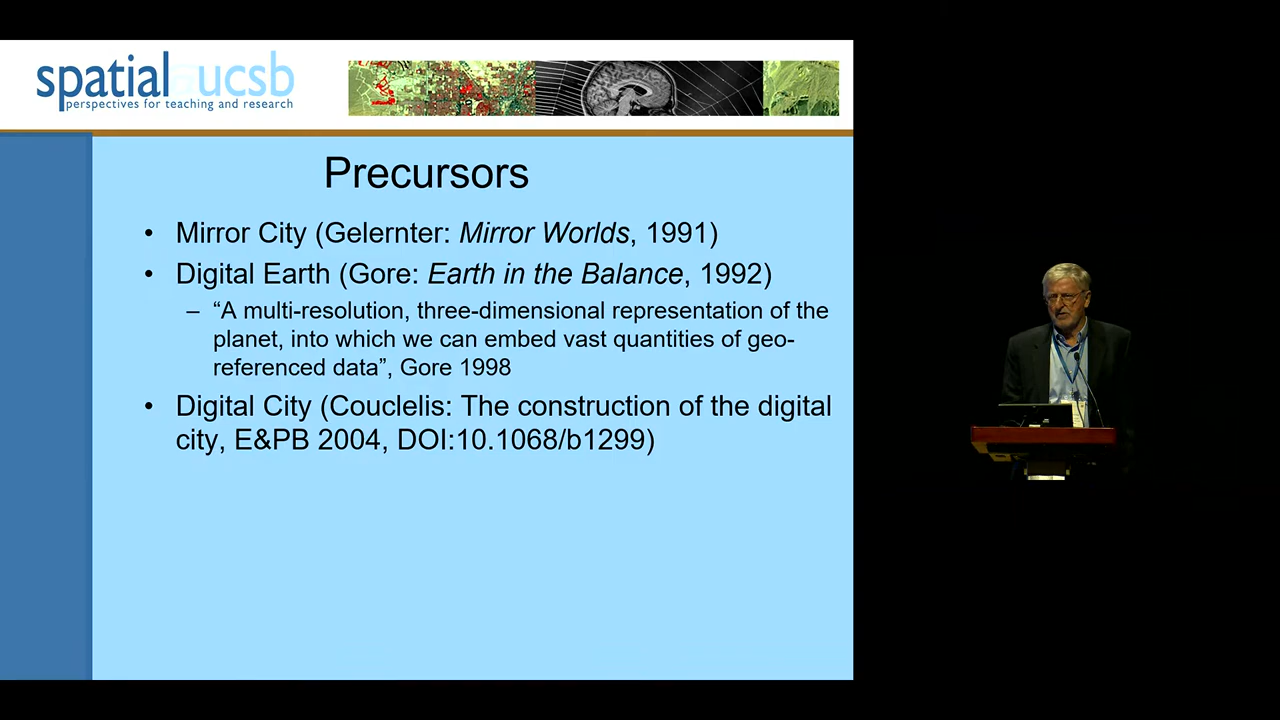 spatial@ucsb
perspectives for teaching and research
Precursors
• Mirror City (Gelernter: Mirror Worlds, 1991)
• Digital Earth (Gore: Earth in the Balance, 1992)
– “A multi-resolution, three-dimensional representation of the
planet, into which we can embed vast quantities of geo-
referenced data”, Gore 1998
• Digital City (Couclelis: The construction of the digital
city, E&PB 2004, DOI:10.1068/b1299)